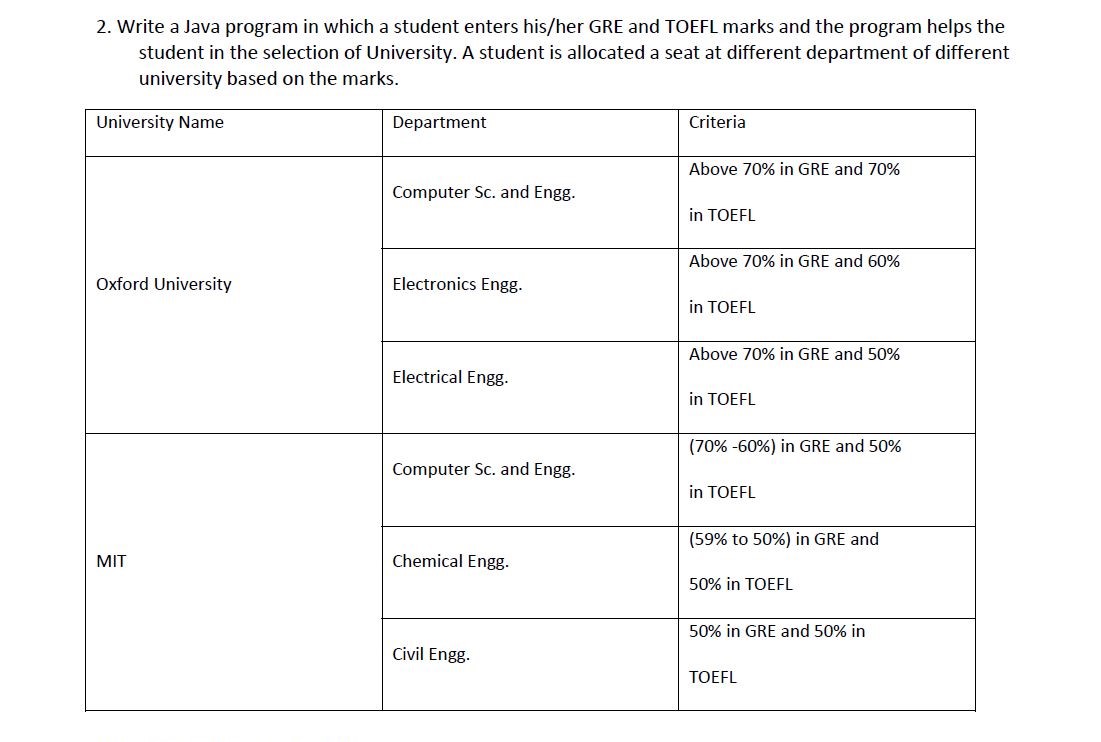 2. Write a Java program in which a student enters his/her GRE and TOEFL marks and the program helps the
student in the selection of University. A student is allocated a seat at different department of different
university based on the marks.
University Name
Department
Criteria
Oxford University
Computer Sc. and Engg.
Above 70% in GRE and 70%
in TOEFL
Electronics Engg.
Above 70% in GRE and 60%
in TOEFL
Electrical Engg.
Above 70% in GRE and 50%
in TOEFL
MIT
Computer Sc. and Engg.
(70% -60%) in GRE and 50%
in TOEFL
Chemical Engg.
(59% to 50%) in GRE and
50% in TOEFL
Civil Engg.
50% in GRE and 50% in
TOEFL